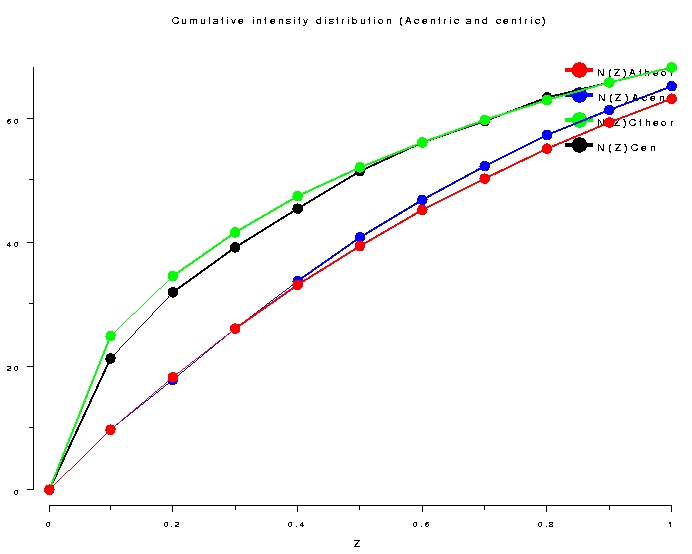 Cumulative intensity distribution (Acentric and centric)
N(Z)Atheor
N(Z)Acen
N(Z)Ctheor
N(Z)Cen
60
40
20
0
0 0.2 0.4 0.6 0.8 1
Z